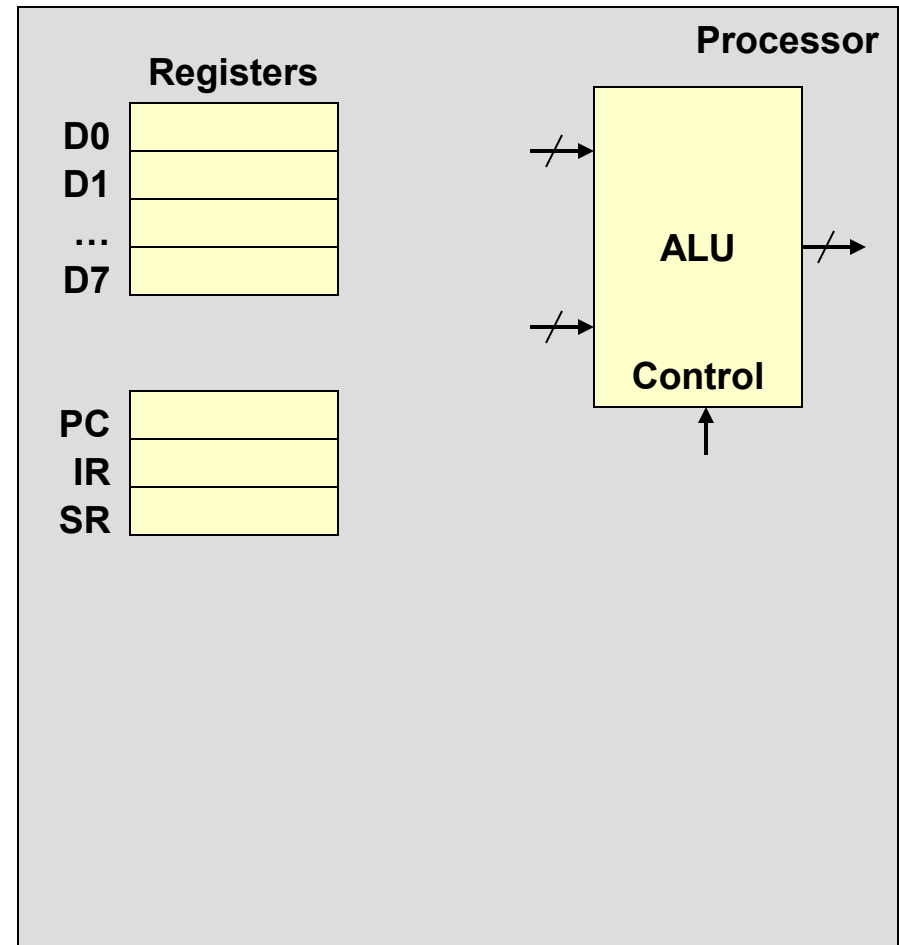 Processor
Registers
D0
D1
…
D7
ALU
Control
PC
IR
SR